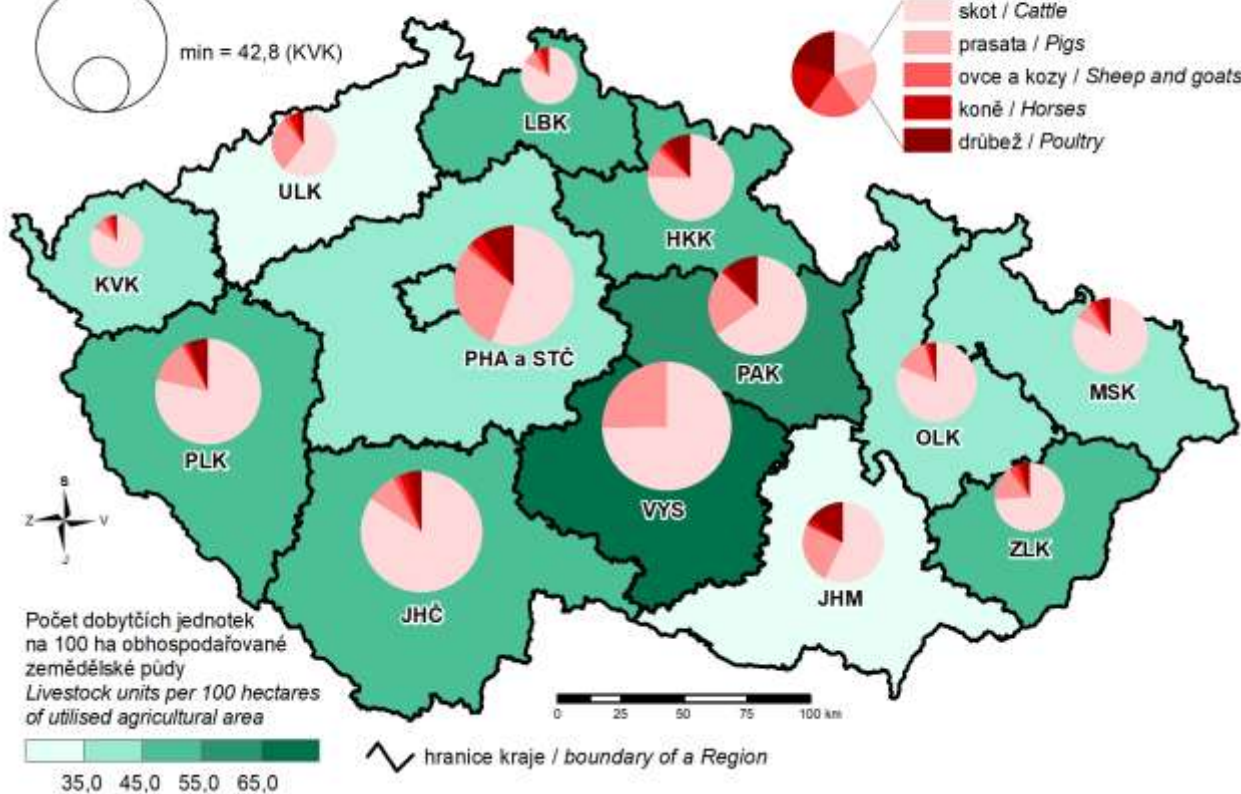 min = 42,8 (KVK)
skot / Cattle
prasata / Pigs
ovce a kozy / Sheep and goats
koně / Horses
drůbež / Poultry
LBK
ULK
HKK
KVK
PHA a STČ
PAK
MSK
OLK
PLK
VYS
ZLK
JHČ
JHM
S
Z
V
J
Počet dobytčích jednotek
na 100 ha obhospodařované
zemědělské půdy
Livestock units per 100 hectares
of utilised agricultural area
35,0 45,0 55,0 65,0
0 25 50 75 100 km
hranice kraje / boundary of a Region